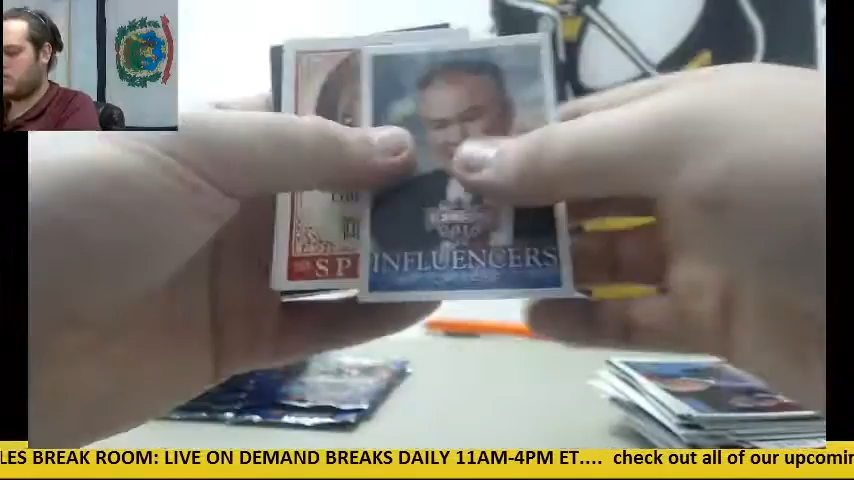 2016
INFLUENCERS
SP
LES BREAK ROOM: LIVE ON DEMAND BREAKS DAILY 11AM-4PM ET.... check out all of our upcomin